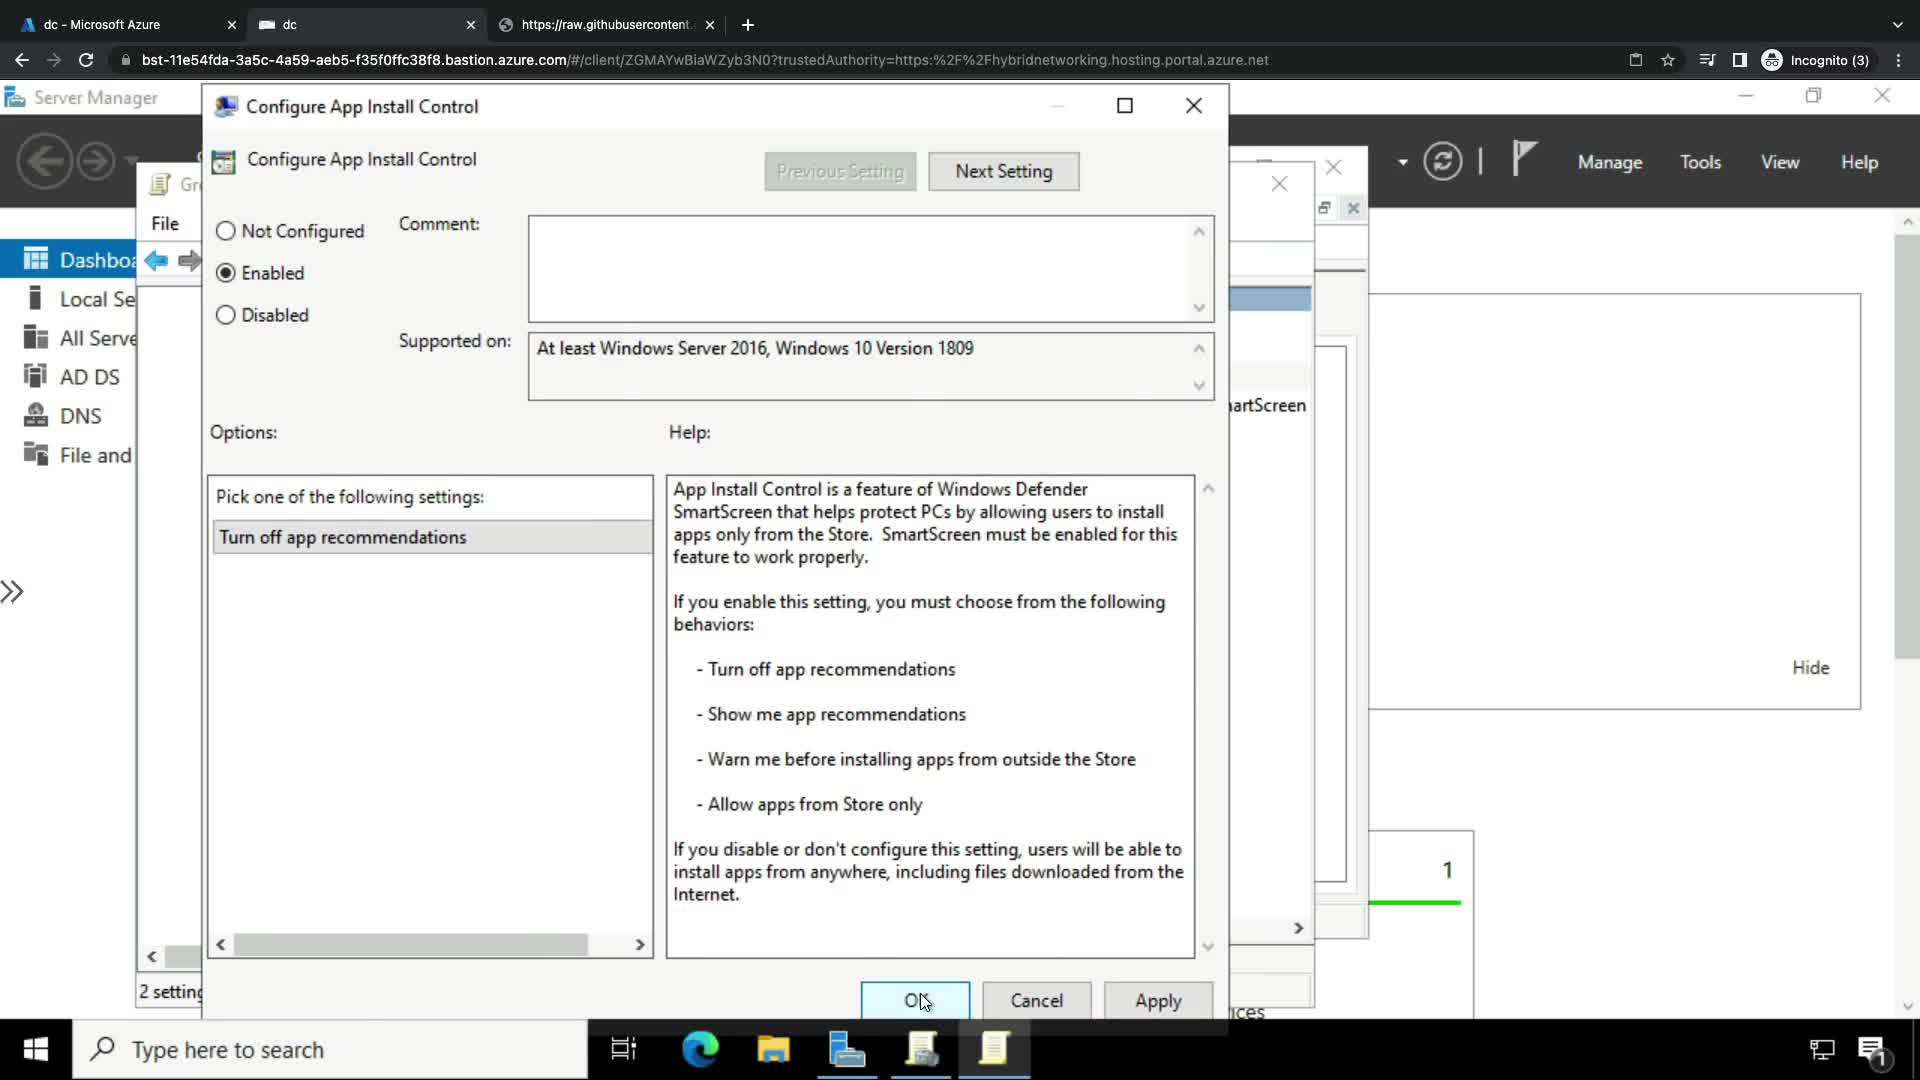 dc - Microsoft Azure
dc
https://raw.githubusercontent.
bst-11e54fda-3a5c-4a59-aeb5-f35f0ffc38f8.bastion.azure.com/#/client/ZGMAYwBiaWZyb3N0?trustedAuthority=https:%2F%2Fhybridnetworking.hosting.portal.azure.net
Incognito (3)
Server Manager
Manage
Tools
View
Help
Dashboa
Local Se
All Serve
AD DS
DNS
File and
Gr
File
2 setting
Configure App Install Control
Configure App Install Control
Previous Setting
Next Setting
Not Configured
Enabled
Disabled
Comment:
Supported on:
At least Windows Server 2016, Windows 10 Version 1809
Options:
Help:
Pick one of the following settings:
Turn off app recommendations
App Install Control is a feature of Windows Defender
SmartScreen that helps protect PCs by allowing users to install
apps only from the Store.  SmartScreen must be enabled for this
feature to work properly.
If you enable this setting, you must choose from the following
behaviors:
- Turn off app recommendations
- Show me app recommendations
- Warn me before installing apps from outside the Store
- Allow apps from Store only
If you disable or don't configure this setting, users will be able to
install apps from anywhere, including files downloaded from the
Internet.
OK
Cancel
Apply
artScreen
Hide
1
ices
Type here to search
1